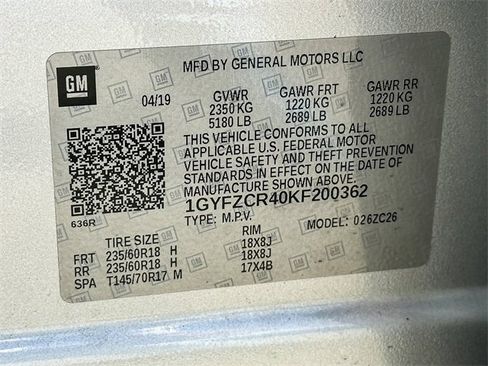 GM
MFD BY GENERAL MOTORS LLC
04/19 GVWR GAWR FRT GAWR RR
2350 KG 1220 KG 1220 KG
5180 LB 2689 LB 2689 LB
THIS VEHICLE CONFORMS TO ALL
APPLICABLE U.S. FEDERAL MOTOR
VEHICLE SAFETY AND THEFT PREVENTION
STANDARDS IN EFFECT ON THE DATE OF
MANUFACTURE SHOWN ABOVE.
636R
1GYFZCR40KF200362
TYPE: M.P.V. 026ZC26
TIRE SIZE RIM
FRT 235/60R18 H 18X8J
RR 235/60R18 H 18X8J
SPA T145/70R17 M 17X4B